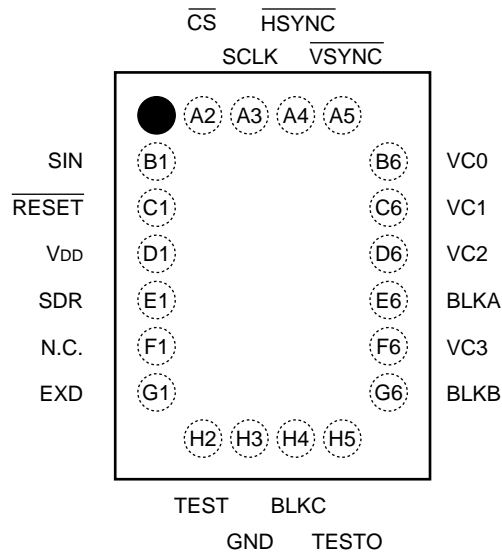 CS HSYNC
SCLK VSYNC
A2 A3 A4 A5
SIN B1 B6 VC0
RESET C1 C6 VC1
VDD D1 D6 VC2
SDR E1 E6 BLKA
N.C. F1 F6 VC3
EXD G1 G6 BLKB
H2 H3 H4 H5
TEST BLKC
GND TESTO